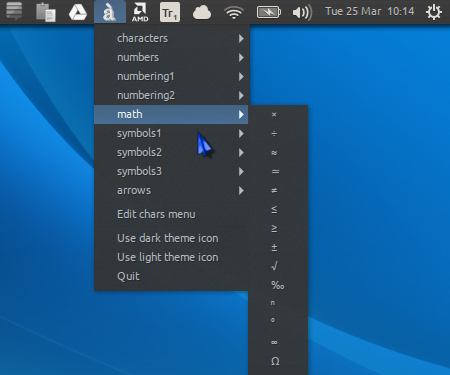 a AMD Tr1 Tue 25 Mar 10:14
characters
numbers
numbering1
numbering2
math
symbols1
symbols2
symbols3
arrows
Edit chars menu
Use dark theme icon
Use light theme icon
Quit
×
÷
≈
≃
≠
≤
≥
±
√
‰
ⁿ
°
∞
Ω